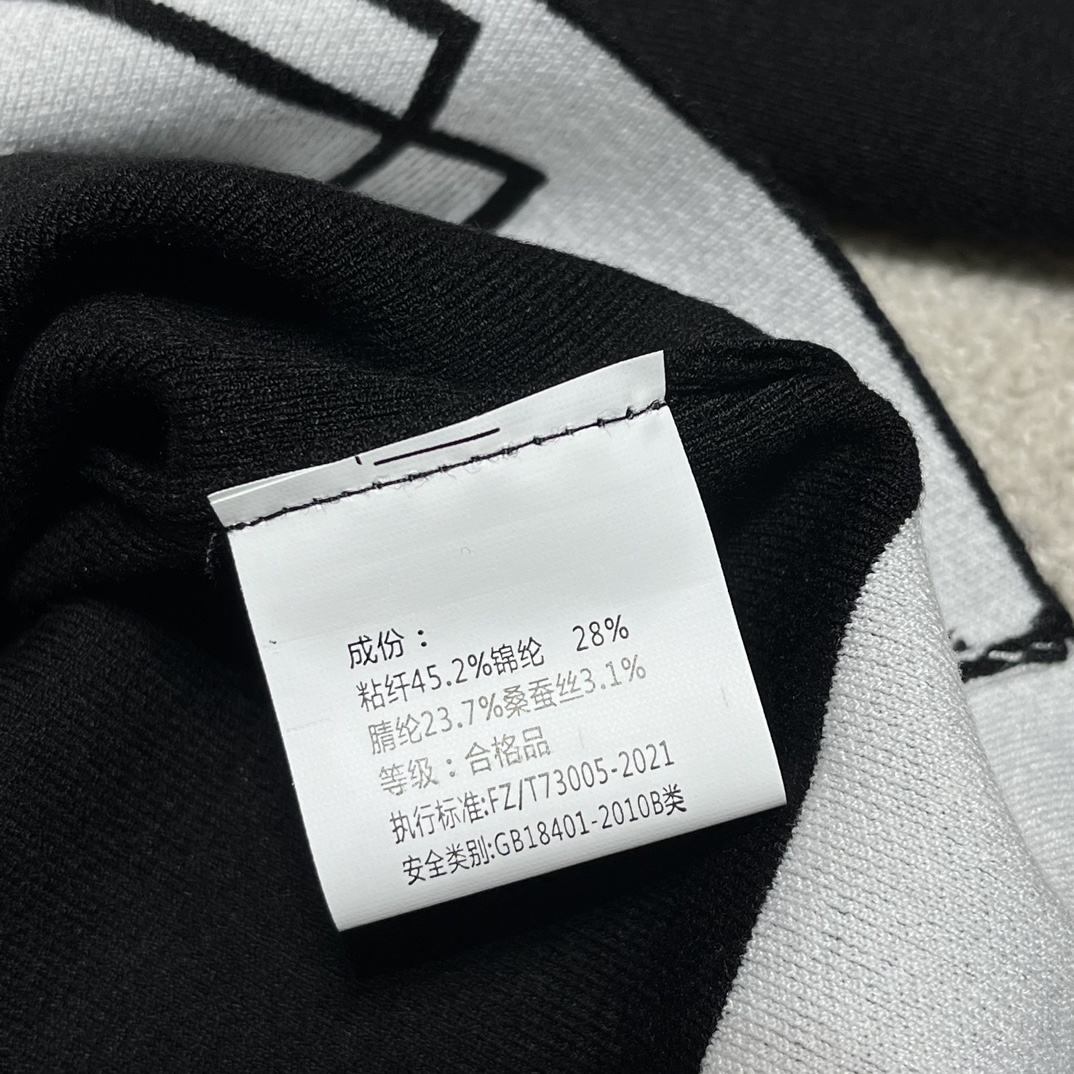 成份：
粘纤45.2%锦纶 28%
腈纶23.7%桑蚕丝3.1%
等级：合格品
执行标准:FZ/T73005-2021
安全类别:GB18401-2010B类